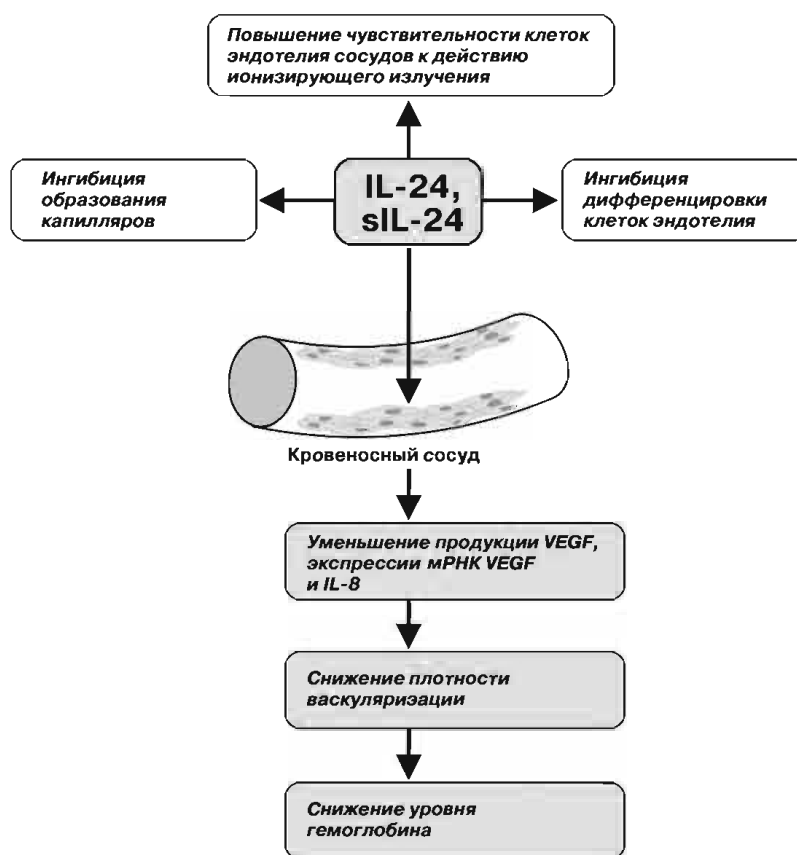 Повышение чувствительности клеток
эндотелия сосудов к действию
ионизирующего излучения
Ингибиция
образования
капилляров
IL-24,
sIL-24
Ингибиция
дифференцировки
клеток эндотелия
Кровеносный сосуд
Уменьшение продукции VEGF,
экспрессии мРНК VEGF
и IL-8
Снижение плотности
васкуляризации
Снижение уровня
гемоглобина